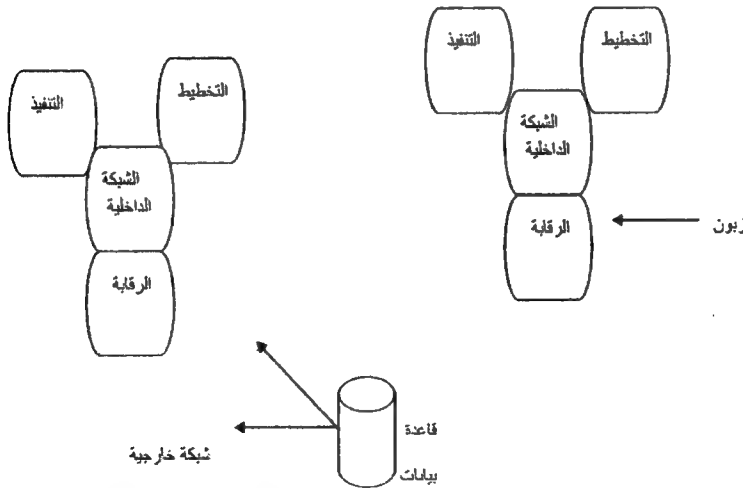 التخطيط
التنفيذ
الشبكة
الداخلية
الرقابة
زبون
التخطيط
التنفيذ
الشبكة
الداخلية
الرقابة
قاعدة
بيانات
شبكة خارجية